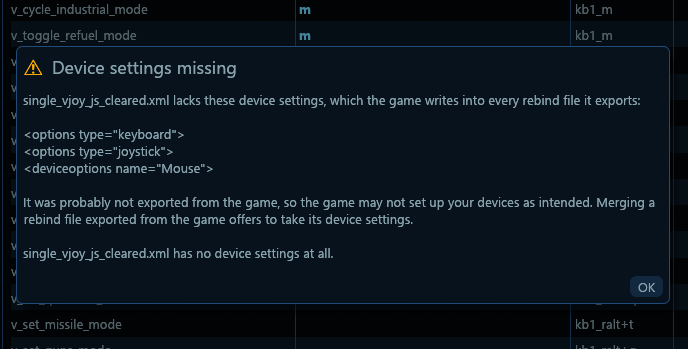 v_cycle_industrial_mode m kb1_m
v_toggle_refuel_mode m kb1_m
Device settings missing
single_vjoy_js_cleared.xml lacks these device settings, which the game writes into every rebind file it exports:
<options type="keyboard">
<options type="joystick">
<deviceoptions name="Mouse">
It was probably not exported from the game, so the game may not set up your devices as intended. Merging a
rebind file exported from the game offers to take its device settings.
single_vjoy_js_cleared.xml has no device settings at all.
OK
v_set_missile_mode kb1_ralt+t